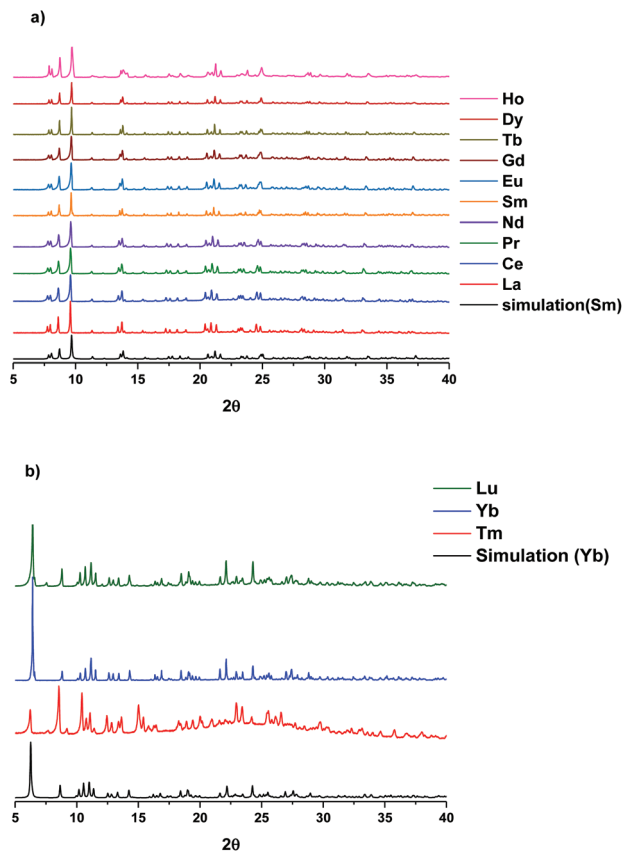 a)
Ho
Dy
Tb
Gd
Eu
Sm
Nd
Pr
Ce
La
simulation(Sm)
5 10 15 20 25 30 35 40
2θ
b)
Lu
Yb
Tm
Simulation (Yb)
5 10 15 20 25 30 35 40
2θ